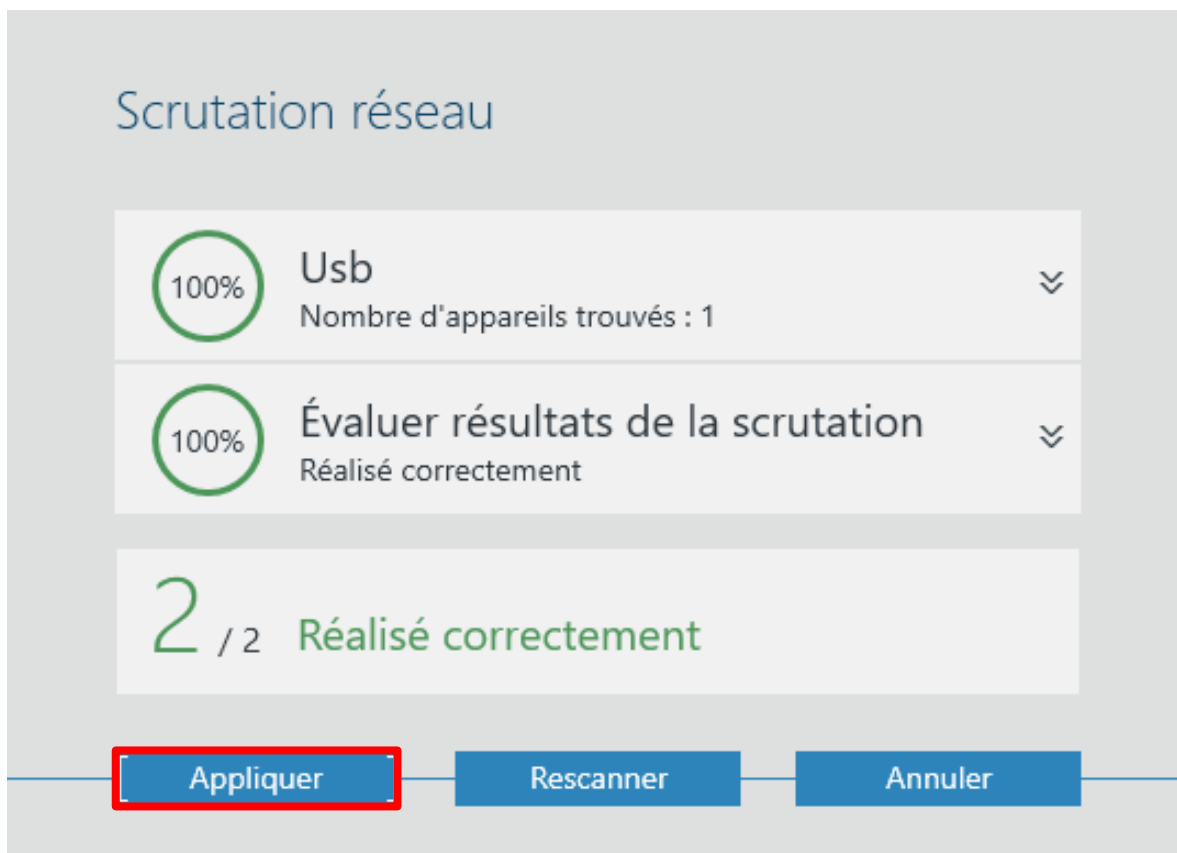 Scrutation réseau
100%
Usb
Nombre d'appareils trouvés : 1
100%
Évaluer résultats de la scrutation
Réalisé correctement
2 / 2 Réalisé correctement
Appliquer Rescanner Annuler